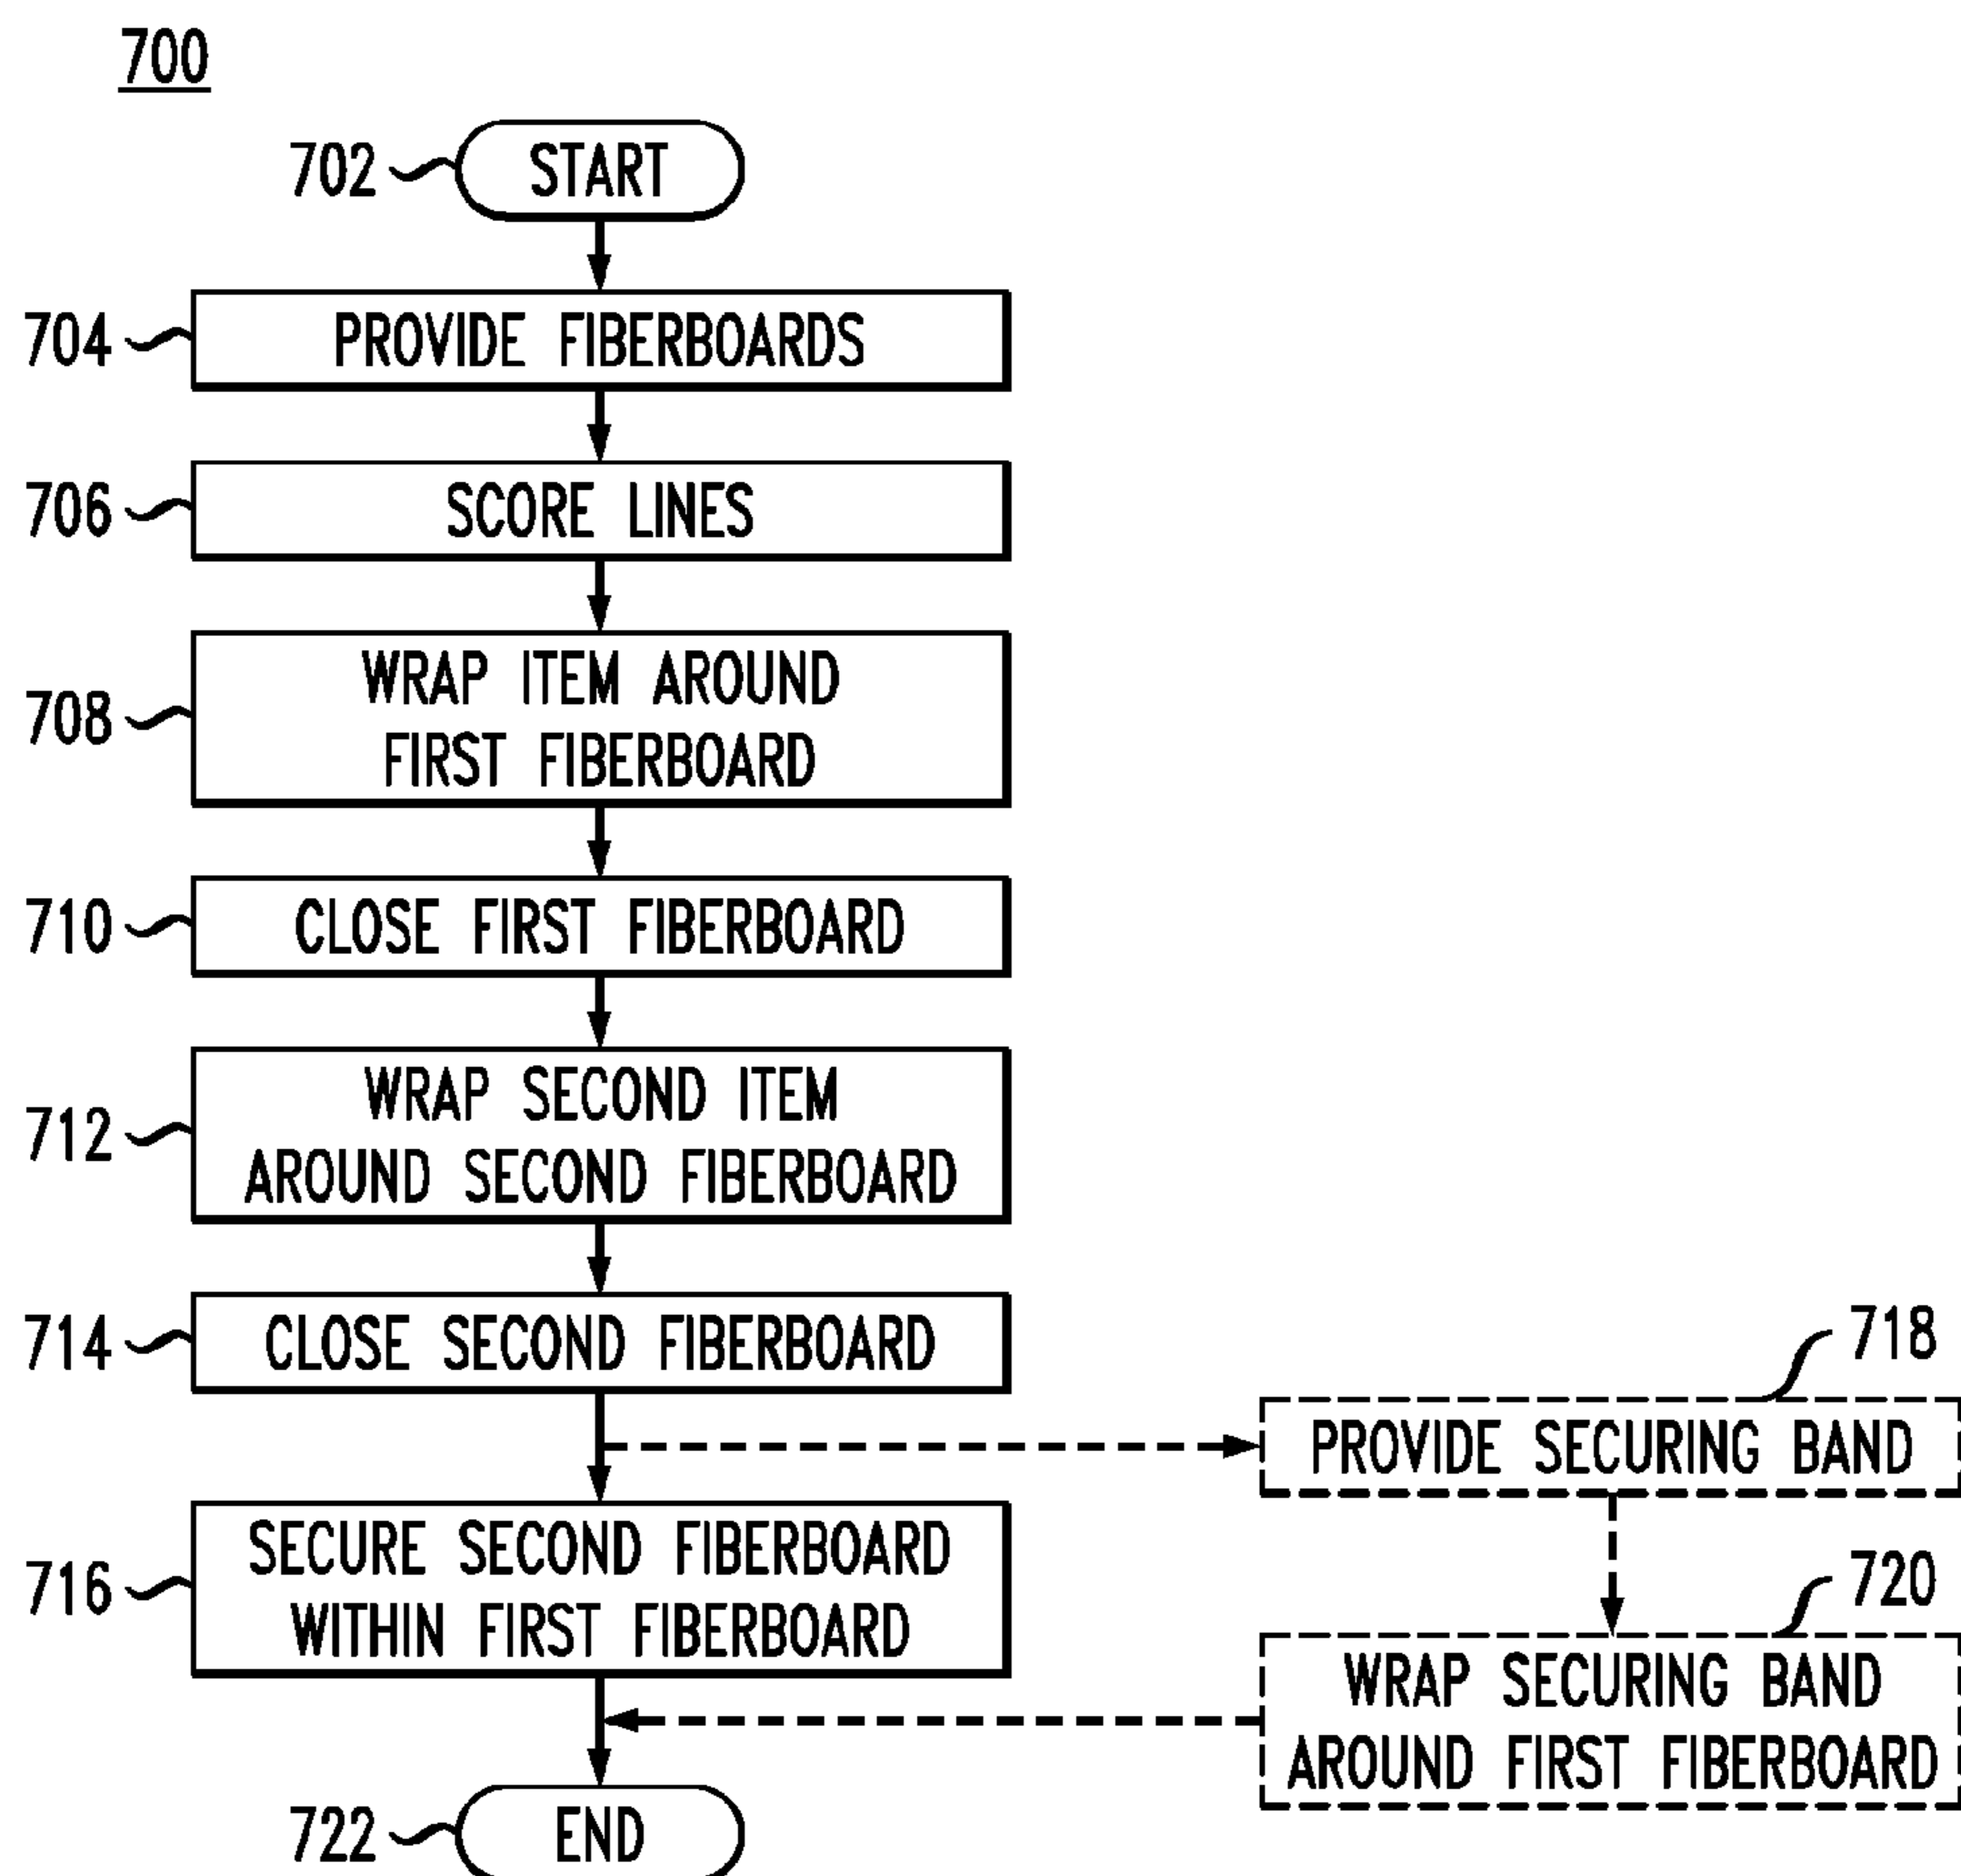 700
702
START
704
PROVIDE FIBERBOARDS
706
SCORE LINES
708
WRAP ITEM AROUND
FIRST FIBERBOARD
710
CLOSE FIRST FIBERBOARD
712
WRAP SECOND ITEM
AROUND SECOND FIBERBOARD
714
CLOSE SECOND FIBERBOARD
718
PROVIDE SECURING BAND
716
SECURE SECOND FIBERBOARD
WITHIN FIRST FIBERBOARD
720
WRAP SECURING BAND
AROUND FIRST FIBERBOARD
722
END